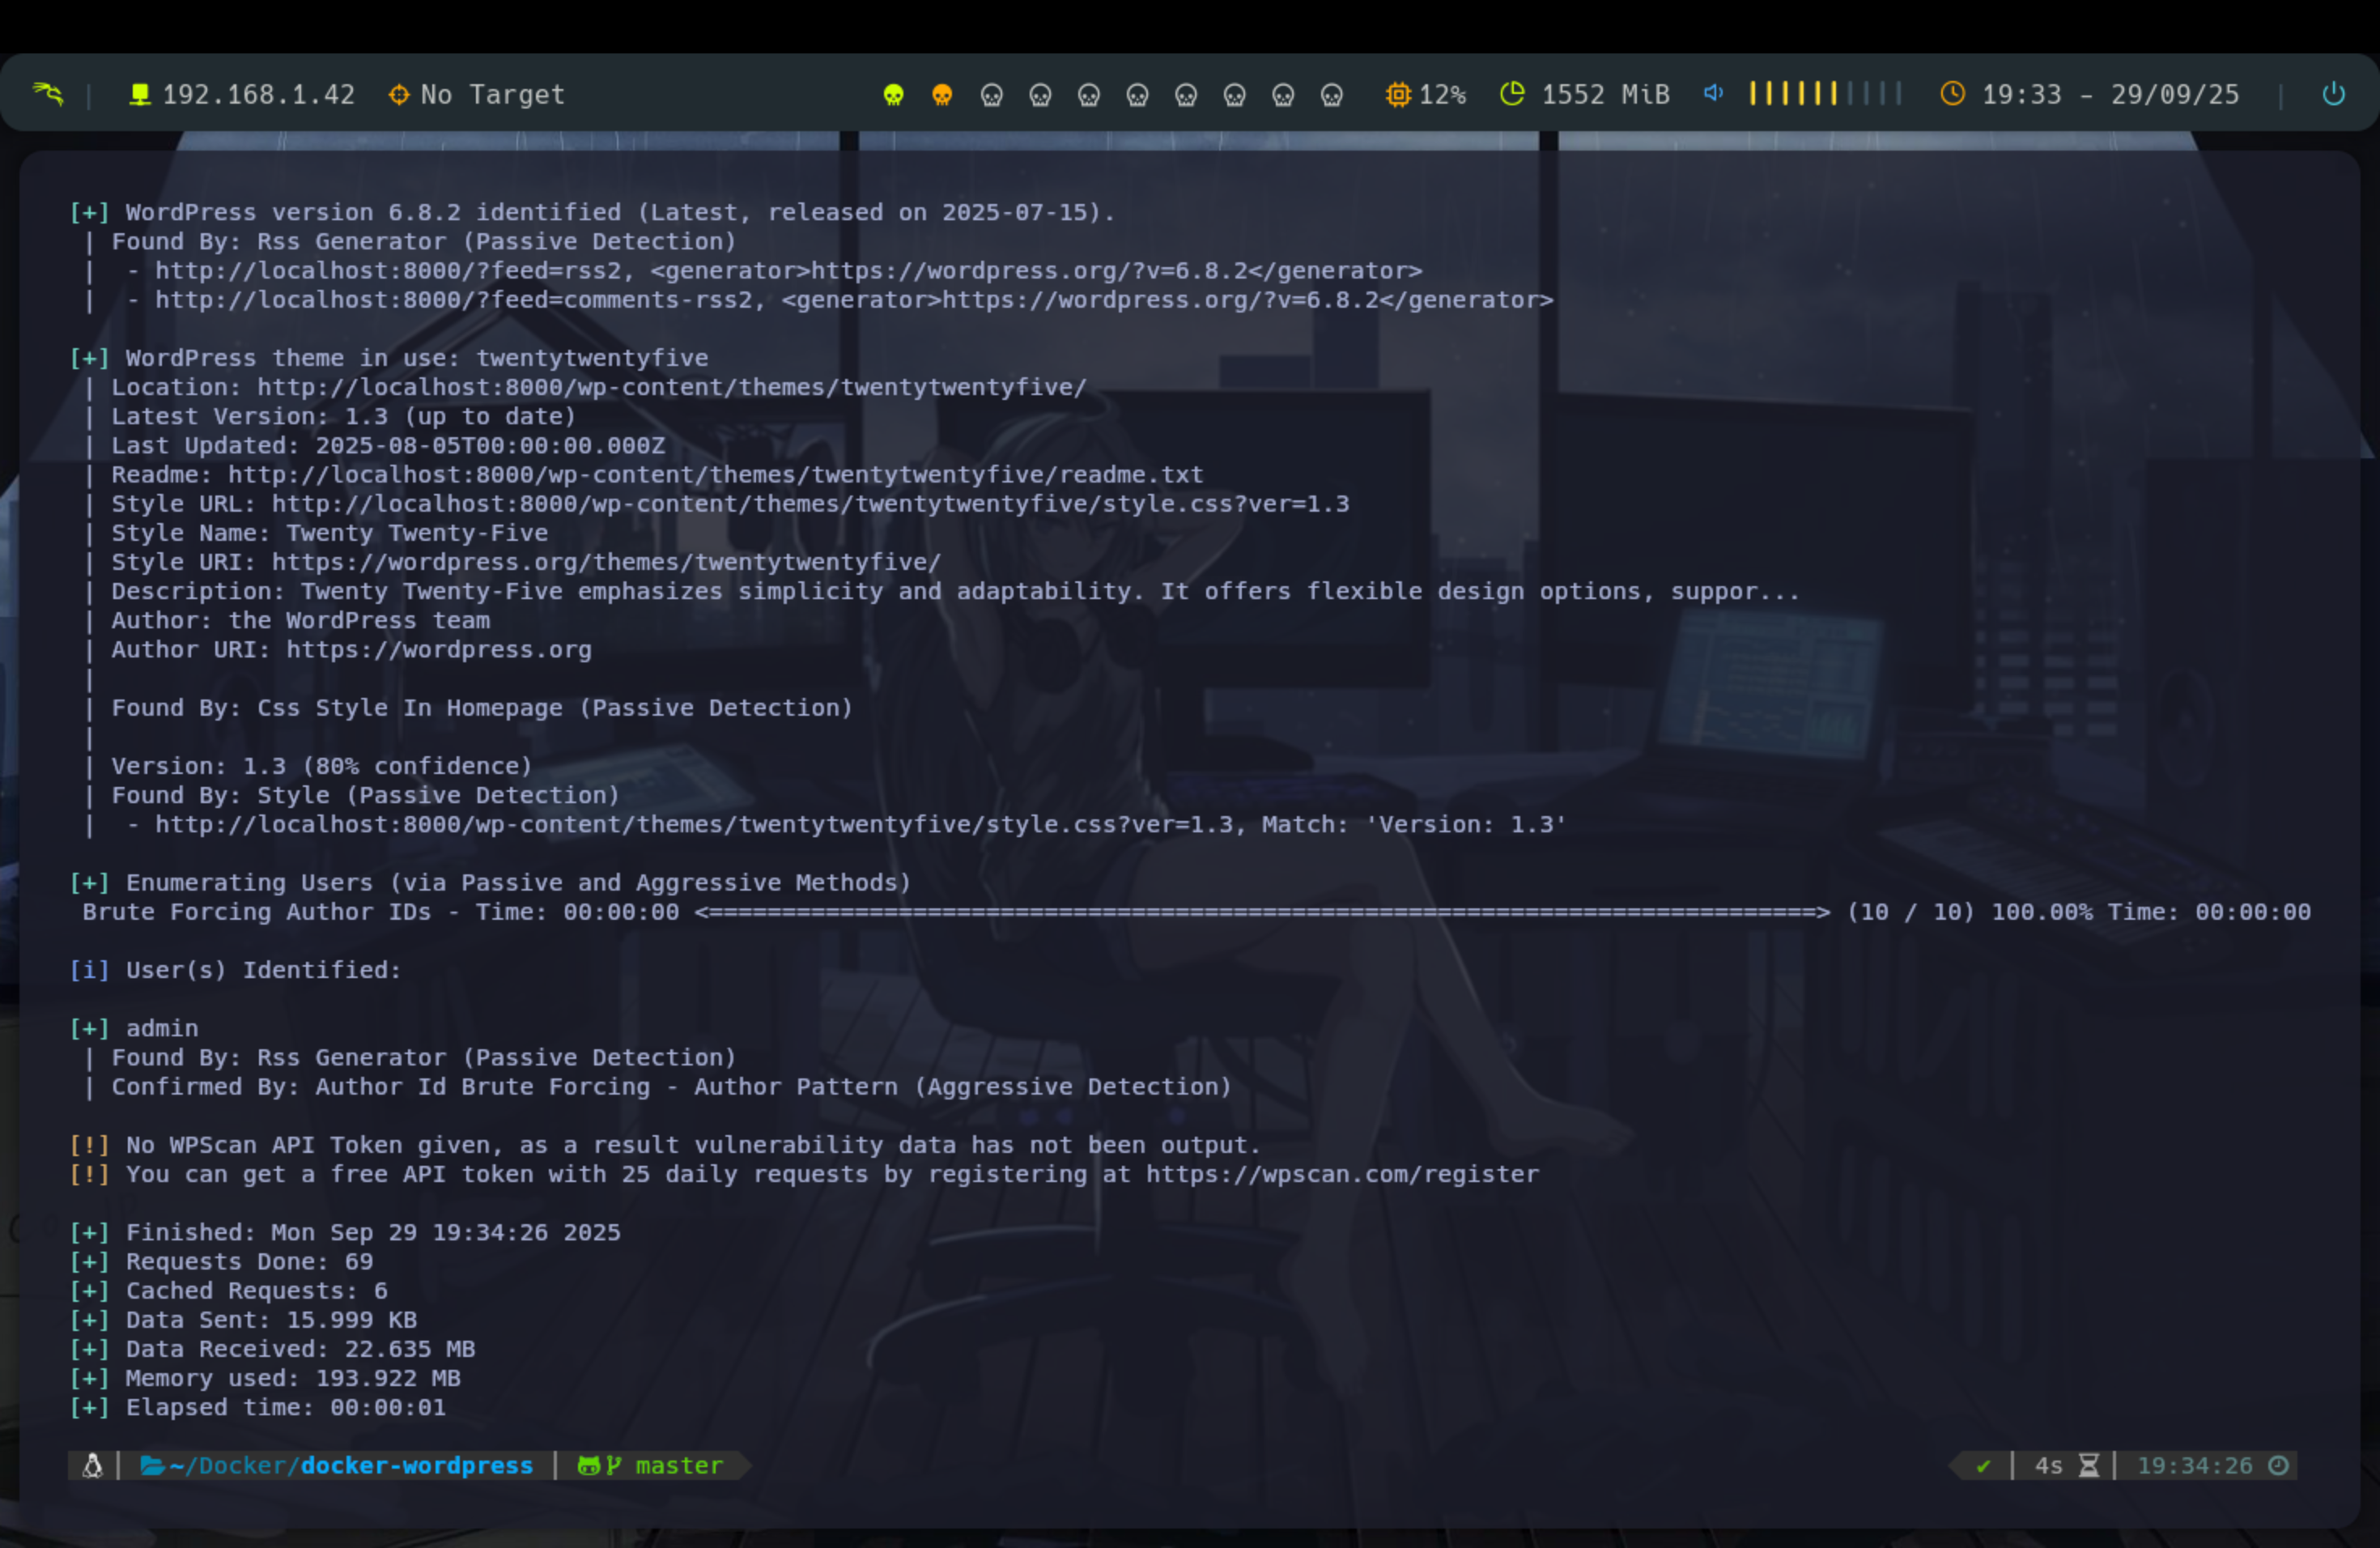 192.168.1.42 No Target 12% 1552 MiB 19:33 - 29/09/25
[+] WordPress version 6.8.2 identified (Latest, released on 2025-07-15).
| Found By: Rss Generator (Passive Detection)
|  - http://localhost:8000/?feed=rss2, <generator>https://wordpress.org/?v=6.8.2</generator>
|  - http://localhost:8000/?feed=comments-rss2, <generator>https://wordpress.org/?v=6.8.2</generator>
[+] WordPress theme in use: twentytwentyfive
| Location: http://localhost:8000/wp-content/themes/twentytwentyfive/
| Latest Version: 1.3 (up to date)
| Last Updated: 2025-08-05T00:00:00.000Z
| Readme: http://localhost:8000/wp-content/themes/twentytwentyfive/readme.txt
| Style URL: http://localhost:8000/wp-content/themes/twentytwentyfive/style.css?ver=1.3
| Style Name: Twenty Twenty-Five
| Style URI: https://wordpress.org/themes/twentytwentyfive/
| Description: Twenty Twenty-Five emphasizes simplicity and adaptability. It offers flexible design options, suppor...
| Author: the WordPress team
| Author URI: https://wordpress.org
|
| Found By: Css Style In Homepage (Passive Detection)
|
| Version: 1.3 (80% confidence)
| Found By: Style (Passive Detection)
|  - http://localhost:8000/wp-content/themes/twentytwentyfive/style.css?ver=1.3, Match: 'Version: 1.3'
[+] Enumerating Users (via Passive and Aggressive Methods)
Brute Forcing Author IDs - Time: 00:00:00 <============================================================================> (10 / 10) 100.00% Time: 00:00:00
[i] User(s) Identified:
[+] admin
| Found By: Rss Generator (Passive Detection)
| Confirmed By: Author Id Brute Forcing - Author Pattern (Aggressive Detection)
[!] No WPScan API Token given, as a result vulnerability data has not been output.
[!] You can get a free API token with 25 daily requests by registering at https://wpscan.com/register
[+] Finished: Mon Sep 29 19:34:26 2025
[+] Requests Done: 69
[+] Cached Requests: 6
[+] Data Sent: 15.999 KB
[+] Data Received: 22.635 MB
[+] Memory used: 193.922 MB
[+] Elapsed time: 00:00:01
~/Docker/docker-wordpress | master ✔ | 4s | 19:34:26